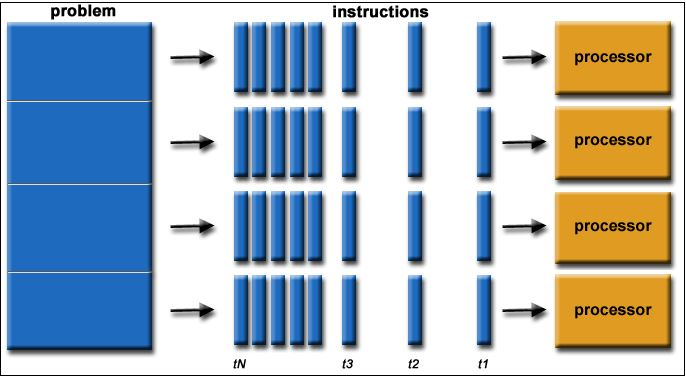 problem
instructions
processor
processor
processor
processor
tN
t3
t2
t1